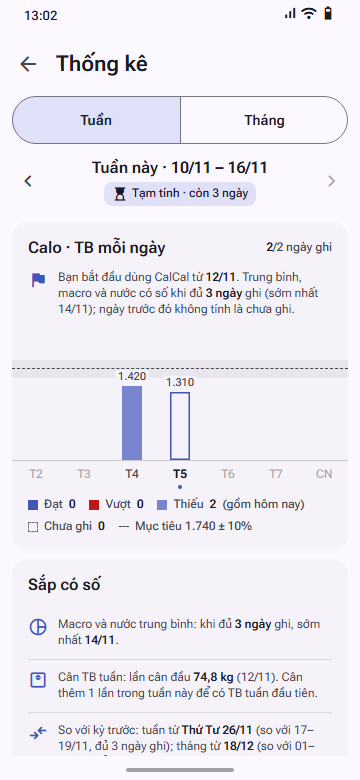 13:02
Thống kê
Tuần
Tháng
Tuần này · 10/11 – 16/11
Tạm tính · còn 3 ngày
Calo · TB mỗi ngày
2/2 ngày ghi
Bạn bắt đầu dùng CalCal từ 12/11. Trung bình,
macro và nước có số khi đủ 3 ngày ghi (sớm nhất
14/11); ngày trước đó không tính là chưa ghi.
1.420
1.310
T2 T3 T4 T5 T6 T7 CN
Đạt 0 Vượt 0 Thiếu 2 (gồm hôm nay)
Chưa ghi 0 Mục tiêu 1.740 ± 10%
Sắp có số
Macro và nước trung bình: khi đủ 3 ngày ghi, sớm
nhất 14/11.
Cân TB tuần: lần cân đầu 74,8 kg (12/11). Cân
thêm 1 lần trong tuần này để có TB tuần đầu tiên.
So với kỳ trước: tuần từ Thứ Tư 26/11 (so với 17–
19/11, đủ 3 ngày ghi); tháng từ 18/12 (so với 01–